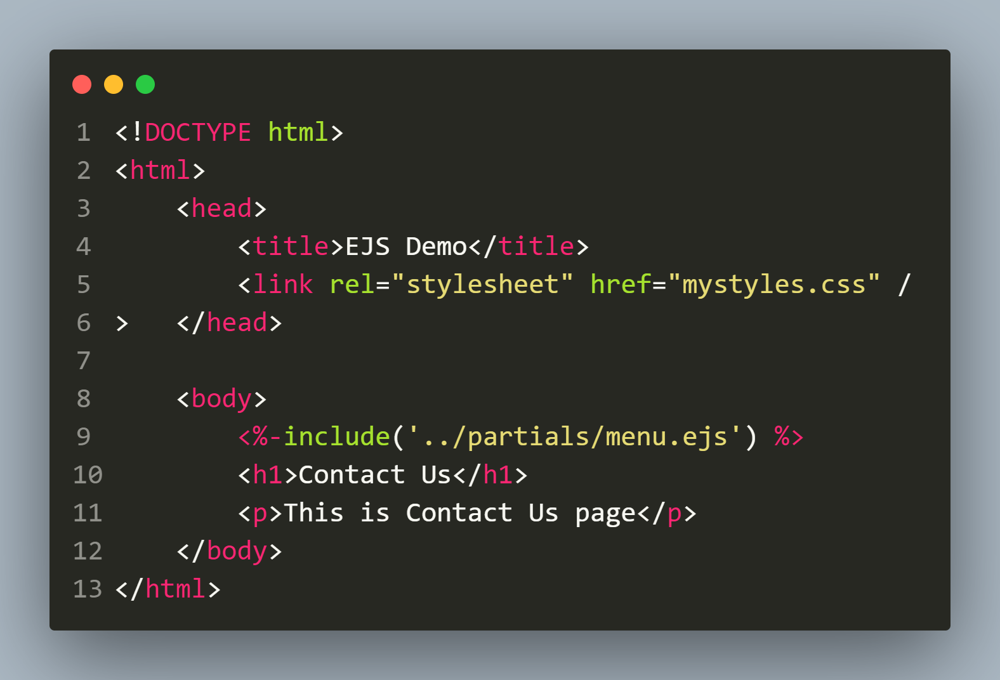 1 <!DOCTYPE html>
2 <html>
3     <head>
4         <title>EJS Demo</title>
5         <link rel="stylesheet" href="mystyles.css" /
6 >   </head>
7
8     <body>
9         <%-include('../partials/menu.ejs') %>
10         <h1>Contact Us</h1>
11         <p>This is Contact Us page</p>
12     </body>
13 </html>